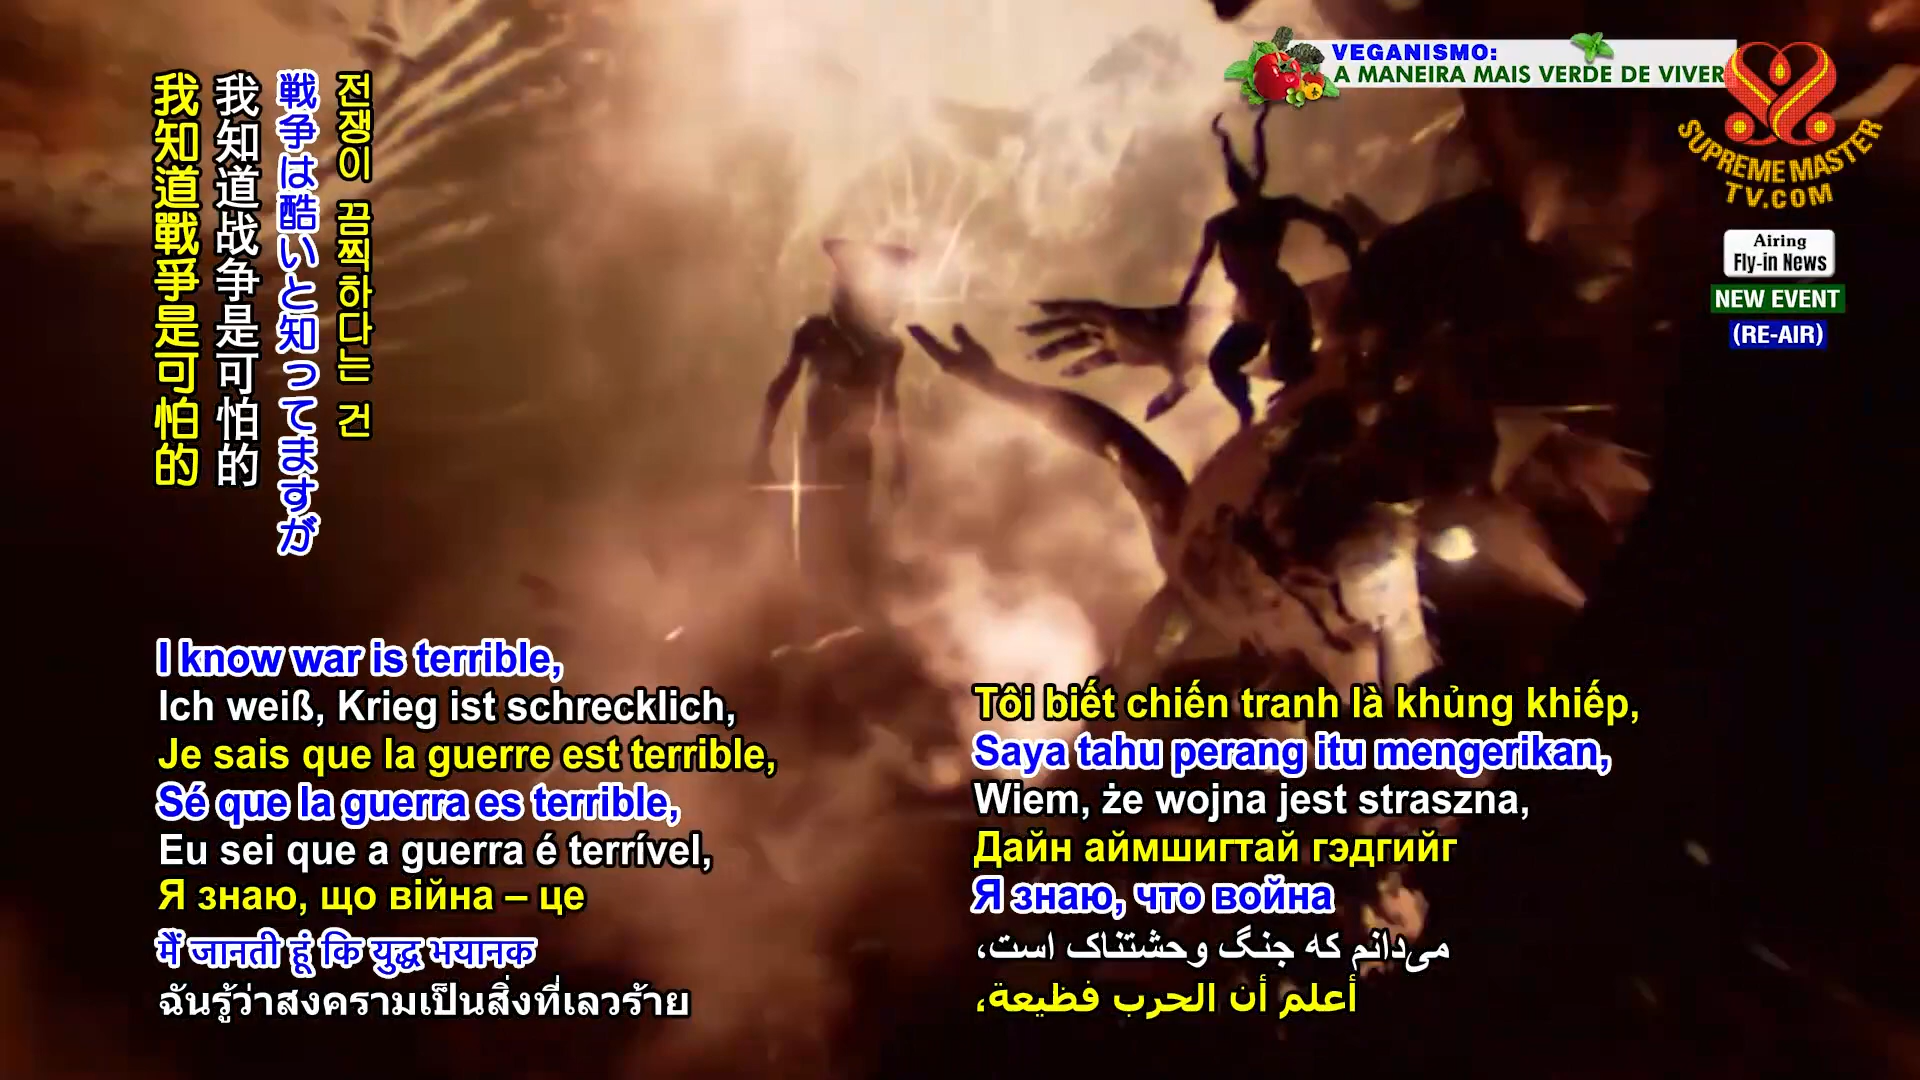 VEGANISMO:
A MANEIRA MAIS VERDE DE VIVER
SUPREME MASTER
TV.COM
Airing
Fly-in News
NEW EVENT
(RE-AIR)
전쟁이 끔찍하다는 건
戦争は酷いと知ってますが
我知道战争是可怕的
我知道戰爭是可怕的
I know war is terrible,
Ich weiß, Krieg ist schrecklich,
Je sais que la guerre est terrible,
Sé que la guerra es terrible,
Eu sei que a guerra é terrível,
Я знаю, що війна – це
मैं जानती हूं कि युद्ध भयानक
ฉันรู้ว่าสงครามเป็นสิ่งที่เลวร้าย
Tôi biết chiến tranh là khủng khiếp,
Saya tahu perang itu mengerikan,
Wiem, że wojna jest straszna,
Дайн аймшигтай гэдгийг
Я знаю, что война
می‌دانم که جنگ وحشتناک است،
أعلم أن الحرب فظيعة،